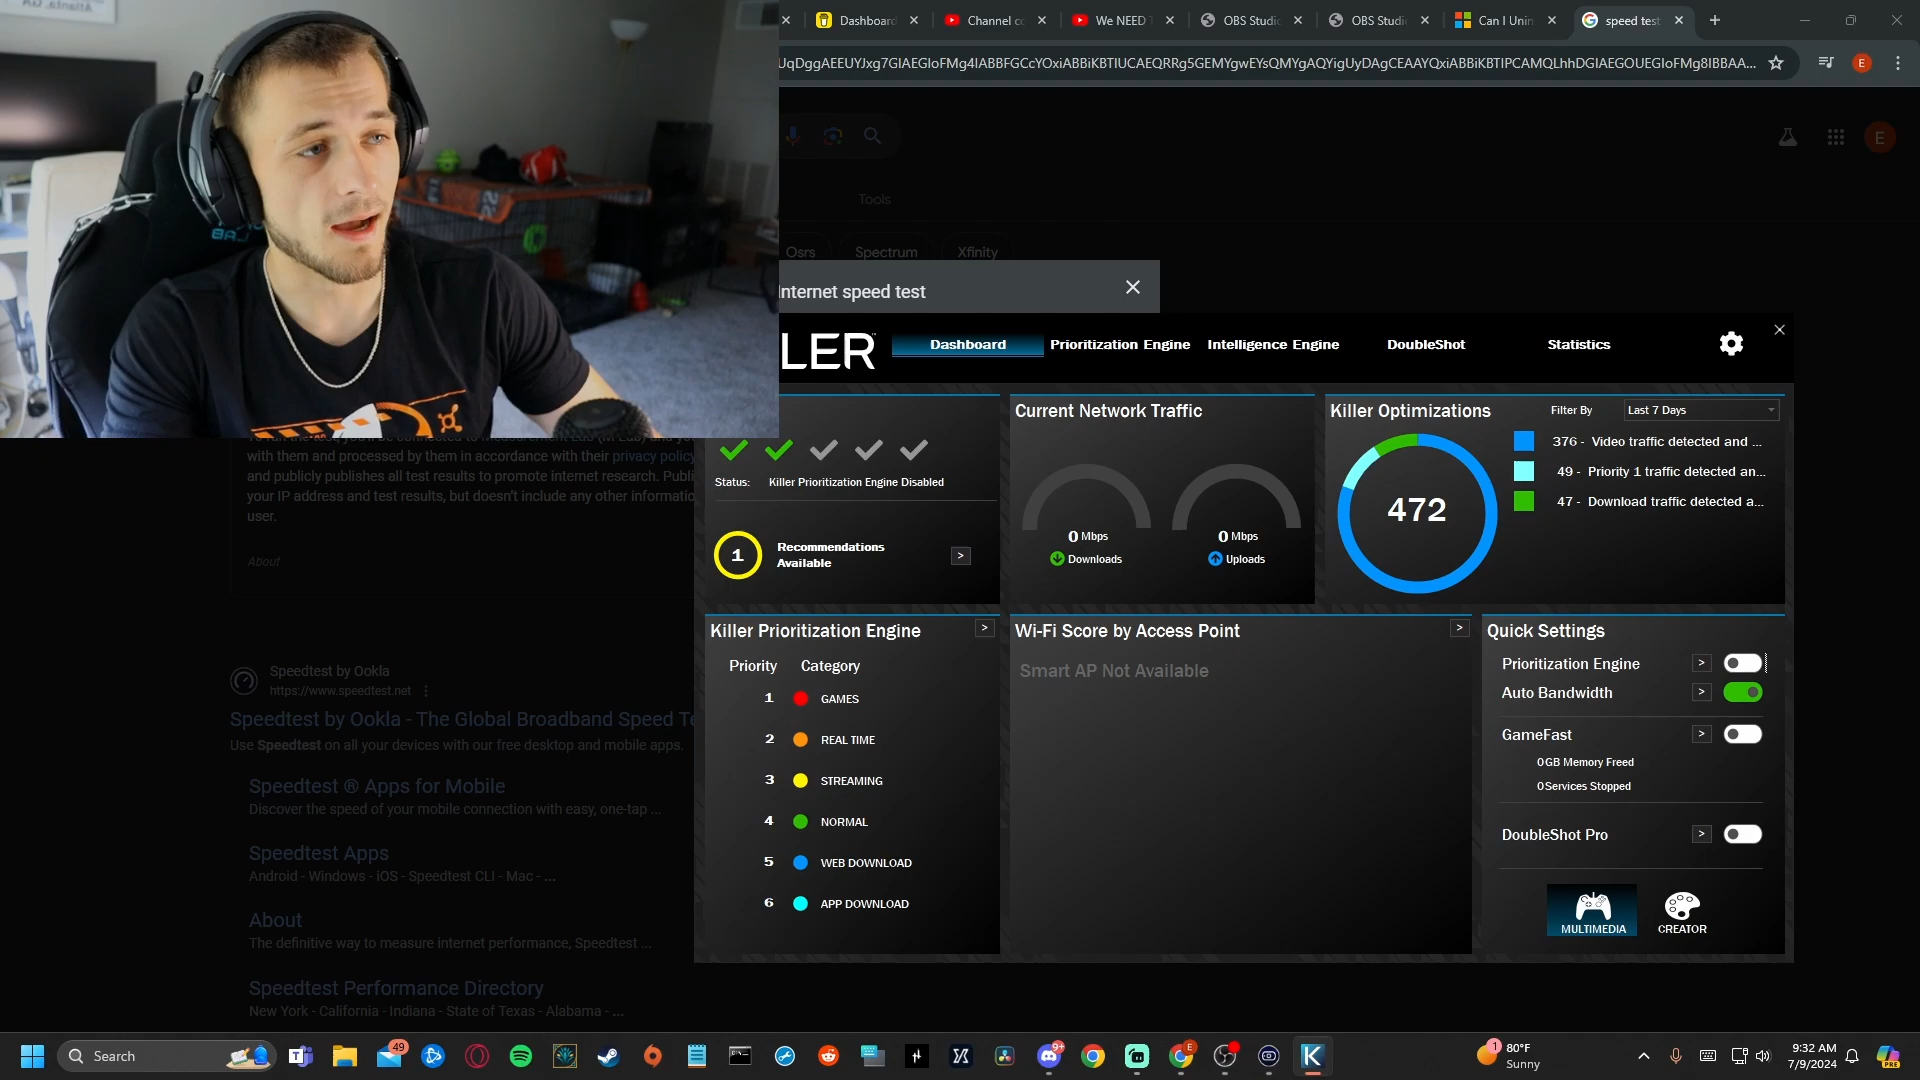 Atlanta, GA
Dashboard
Channel co
We NEED T
OBS Studio
OBS Studio
Can I Unin
speed test
UqDggAEEUYJxg7GIAEGIoFMg4IABBFGCcYOxiABBiKBTIUCAEQRRg5GEMYgwEYsQMYgAQYigUyDAgCEAAYQxiABBiKBTIPCAMQLhhDGIAEGOUEGIoFMg8IBBAA...
E
E
Tools
Osrs
Spectrum
Xfinity
Internet speed test
LER
Dashboard
Prioritization Engine
Intelligence Engine
DoubleShot
Statistics
with them and processed by them in accordance with their privacy policy
and publicly publishes all test results to promote internet research. Publi
your IP address and test results, but doesn't include any other informatio
user.
About
Status:
Killer Prioritization Engine Disabled
1
Recommendations
Available
>
Current Network Traffic
0 Mbps
Downloads
0 Mbps
Uploads
Killer Optimizations
Filter By
Last 7 Days
472
376 - Video traffic detected and ...
49 - Priority 1 traffic detected an...
47 - Download traffic detected a...
Killer Prioritization Engine
>
Priority Category
1 GAMES
2 REAL TIME
3 STREAMING
4 NORMAL
5 WEB DOWNLOAD
6 APP DOWNLOAD
Wi-Fi Score by Access Point
>
Smart AP Not Available
Quick Settings
Prioritization Engine >
Auto Bandwidth >
GameFast >
0GB Memory Freed
0Services Stopped
DoubleShot Pro >
MULTIMEDIA
CREATOR
Speedtest by Ookla
https://www.speedtest.net
Speedtest by Ookla - The Global Broadband Speed Te
Use Speedtest on all your devices with our free desktop and mobile apps.
Speedtest ® Apps for Mobile
Discover the speed of your mobile connection with easy, one-tap ...
Speedtest Apps
Android - Windows - iOS - Speedtest CLI - Mac - ...
About
The definitive way to measure internet performance, Speedtest ...
Speedtest Performance Directory
New York - California - Indiana - State of Texas - Alabama - ...
Search
49
9+
E
1
80°F
Sunny
9:32 AM
7/9/2024
PRE